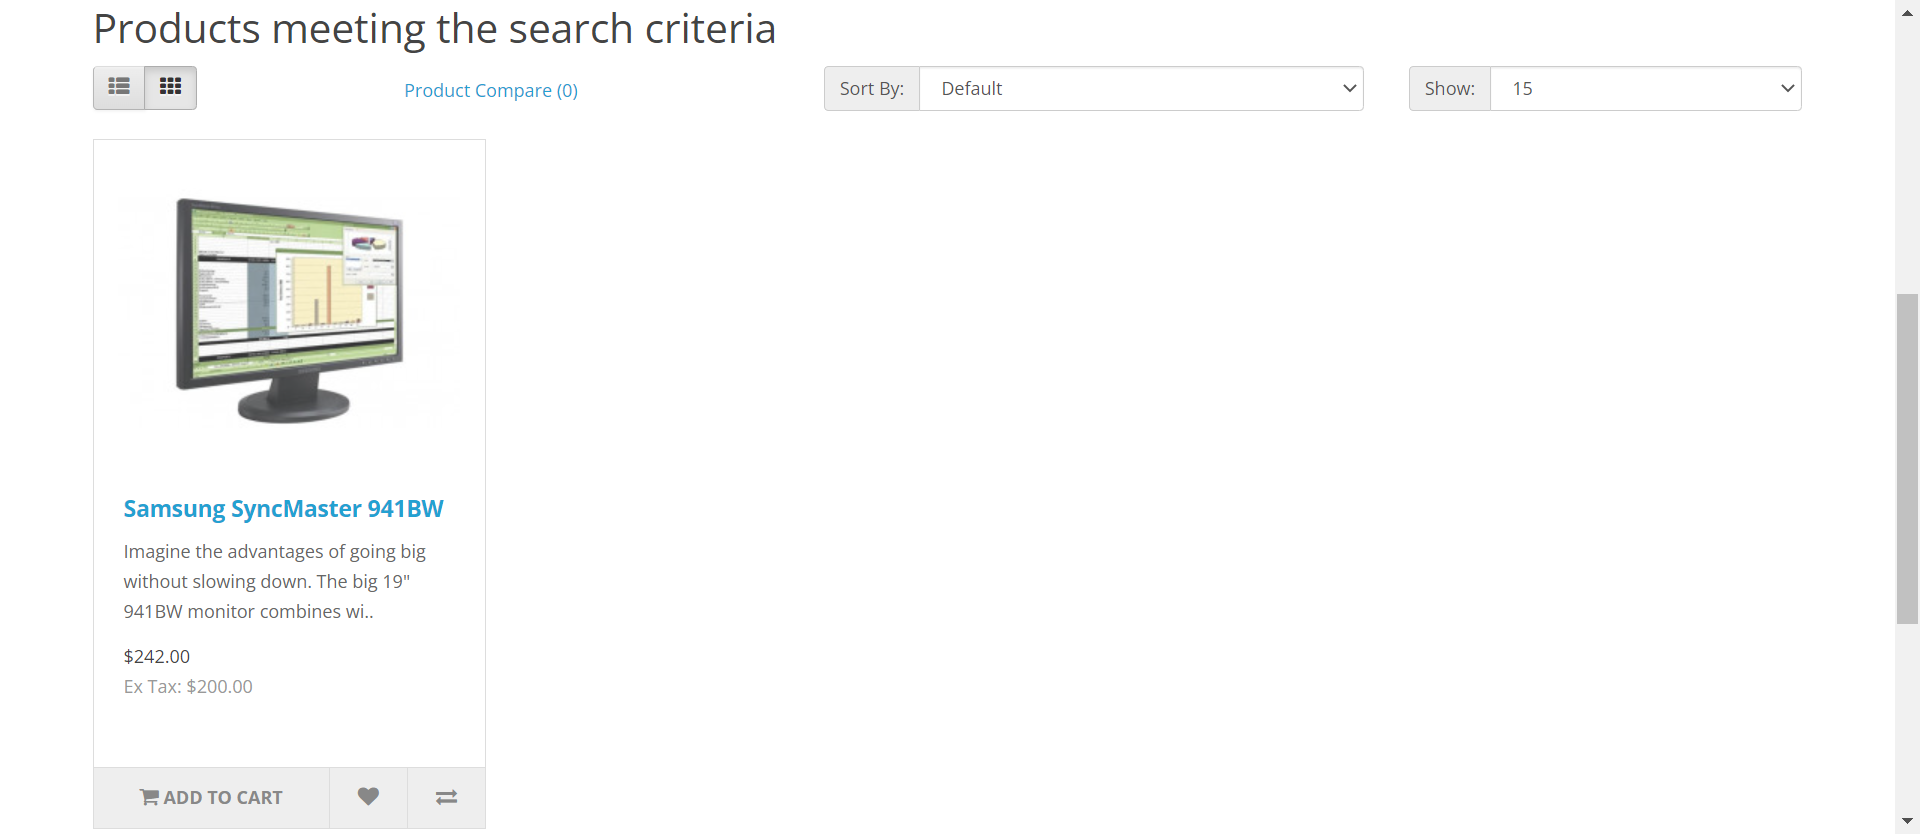 Products meeting the search criteria
Product Compare (0)
Sort By: Default
Show: 15
Samsung SyncMaster 941BW
Imagine the advantages of going big
without slowing down. The big 19"
941BW monitor combines wi..
$242.00
Ex Tax: $200.00
ADD TO CART